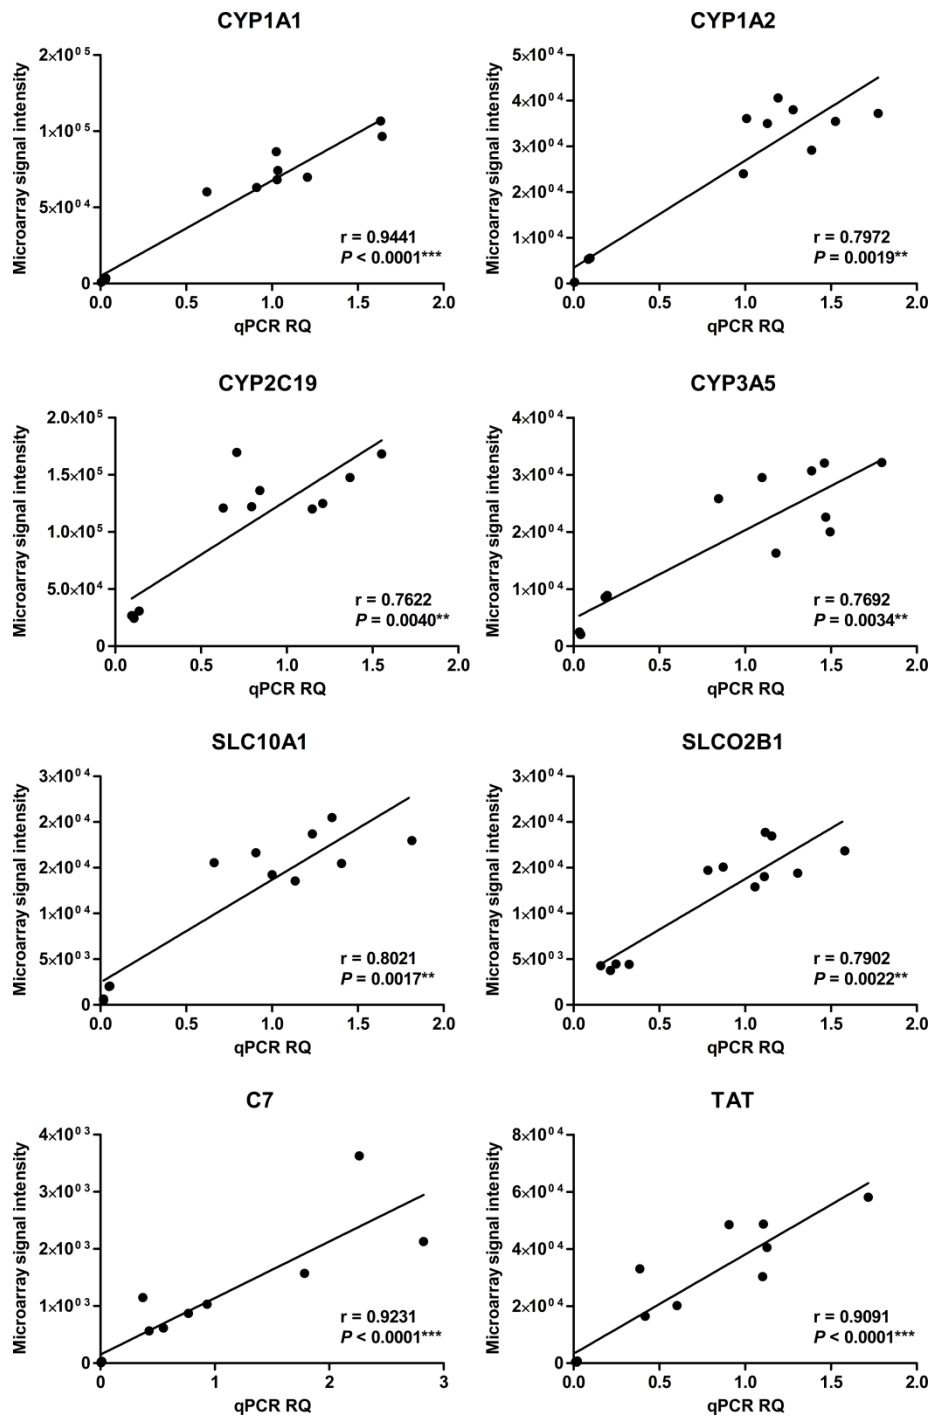 CYP1A1
Microarray signal intensity
2×10⁰⁵
1×10⁰⁵
5×10⁰⁴
0
r = 0.9441
P < 0.0001***
0.0 0.5 1.0 1.5 2.0
qPCR RQ
CYP1A2
Microarray signal intensity
5×10⁰⁴
4×10⁰⁴
3×10⁰⁴
2×10⁰⁴
1×10⁰⁴
0
r = 0.7972
P = 0.0019**
0.0 0.5 1.0 1.5 2.0
qPCR RQ
CYP2C19
Microarray signal intensity
2.0×10⁵
1.5×10⁵
1.0×10⁵
5.0×10⁴
0
r = 0.7622
P = 0.0040**
0.0 0.5 1.0 1.5 2.0
qPCR RQ
CYP3A5
Microarray signal intensity
4×10⁰⁴
3×10⁰⁴
2×10⁰⁴
1×10⁰⁴
0
r = 0.7692
P = 0.0034**
0.0 0.5 1.0 1.5 2.0
qPCR RQ
SLC10A1
Microarray signal intensity
3×10⁰⁴
2×10⁰⁴
2×10⁰⁴
1×10⁰⁴
5×10⁰³
0
r = 0.8021
P = 0.0017**
0.0 0.5 1.0 1.5 2.0
qPCR RQ
SLCO2B1
Microarray signal intensity
3×10⁰⁴
2×10⁰⁴
2×10⁰⁴
1×10⁰⁴
5×10⁰³
0
r = 0.7902
P = 0.0022**
0.0 0.5 1.0 1.5 2.0
qPCR RQ
C7
Microarray signal intensity
4×10⁰³
3×10⁰³
2×10⁰³
1×10⁰³
0
r = 0.9231
P < 0.0001***
0 1 2 3
qPCR RQ
TAT
Microarray signal intensity
8×10⁰⁴
6×10⁰⁴
4×10⁰⁴
2×10⁰⁴
0
r = 0.9091
P < 0.0001***
0.0 0.5 1.0 1.5 2.0
qPCR RQ